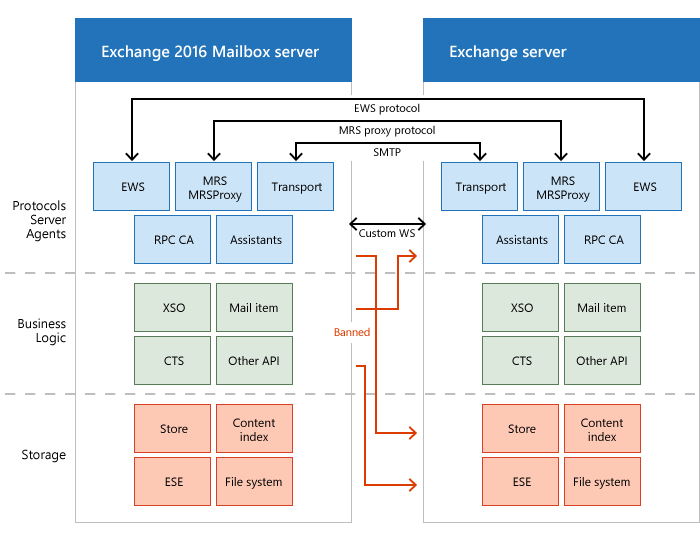 Exchange 2016 Mailbox server
Exchange server
EWS protocol
MRS proxy protocol
SMTP
Protocols
Server
Agents
EWS
MRS
MRSProxy
Transport
Transport
MRS
MRSProxy
EWS
RPC CA
Assistants
Custom WS
Assistants
RPC CA
Business
Logic
XSO
Mail item
Banned
XSO
Mail item
CTS
Other API
CTS
Other API
Storage
Store
Content
index
Store
Content
index
ESE
File system
ESE
File system